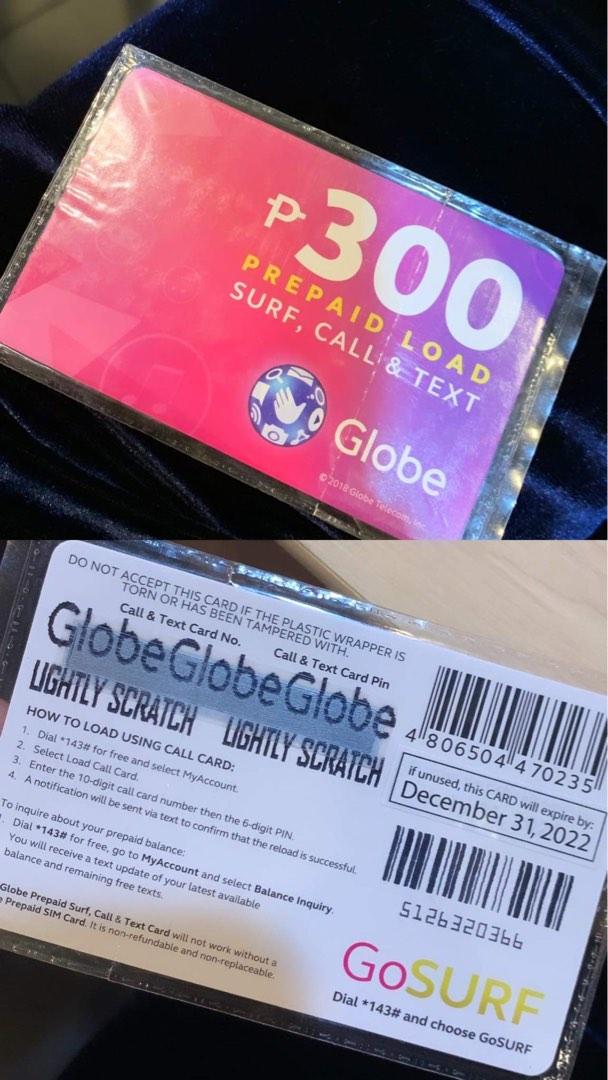 ₱300
PREPAID LOAD
SURF, CALL & TEXT
Globe
© 2018 Globe Telecom, Inc.
DO NOT ACCEPT THIS CARD IF THE PLASTIC WRAPPER IS
TORN OR HAS BEEN TAMPERED WITH.
Call & Text Card No.
Call & Text Card Pin
GlobeGlobeGlobe
LIGHTLY SCRATCH LIGHTLY SCRATCH
HOW TO LOAD USING CALL CARD:
1. Dial *143# for free and select MyAccount.
2. Select Load Call Card.
3. Enter the 10-digit call card number then the 6-digit PIN.
4. A notification will be sent via text to confirm that the reload is successful.
To inquire about your prepaid balance:
1. Dial *143# for free, go to MyAccount and select Balance Inquiry.
You will receive a text update of your latest available
balance and remaining free texts.
Globe Prepaid Surf, Call & Text Card will not work without a
Prepaid SIM Card. It is non-refundable and non-replaceable.
4 806504 470235
if unused, this CARD will expire by:
December 31, 2022
5126320366
GoSURF
Dial *143# and choose GoSURF